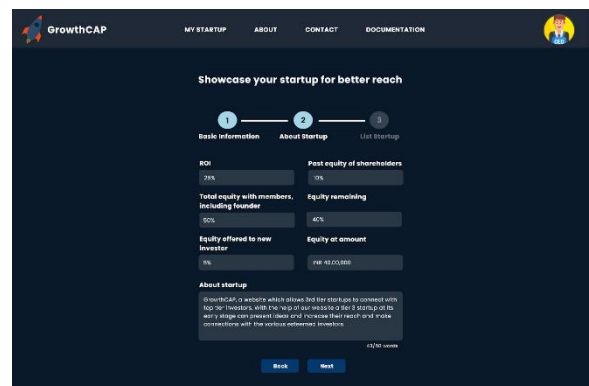 GrowthCAP
MY STARTUP ABOUT CONTACT DOCUMENTATION
CEO
Showcase your startup for better reach
1 2 3
Basic Information About Startup List Startup
ROI Past equity of shareholders
10%
Total equity with members, including founder Equity remaining
50% 40%
Equity offered to new investor Equity at amount
INR 40,00,000
About startup
GrowthCAP, a website which allows 3rd tier startups to connect with
top tier investors. With the help of our website a tier 3 startup at its
early stage can present ideas and increase their reach and make
connections with the various esteemed investors.
/50 words
Back Next